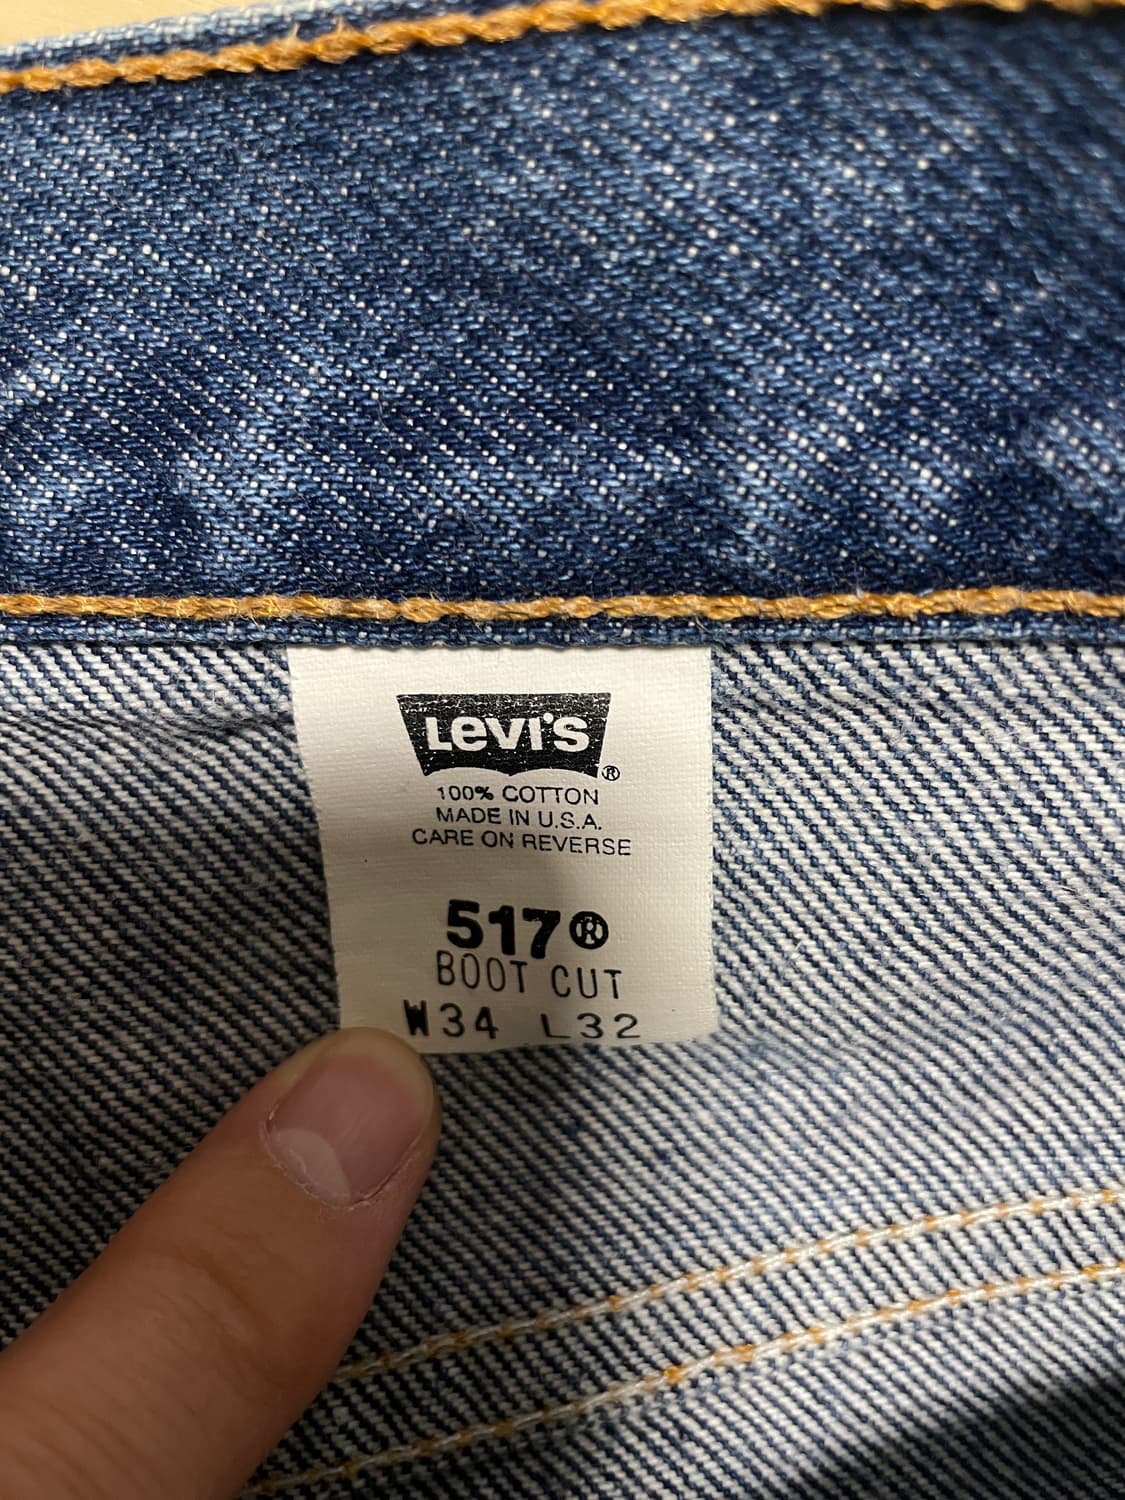 LEVI'S
®
100% COTTON
MADE IN U.S.A.
CARE ON REVERSE
517®
BOOT CUT
W34 L32